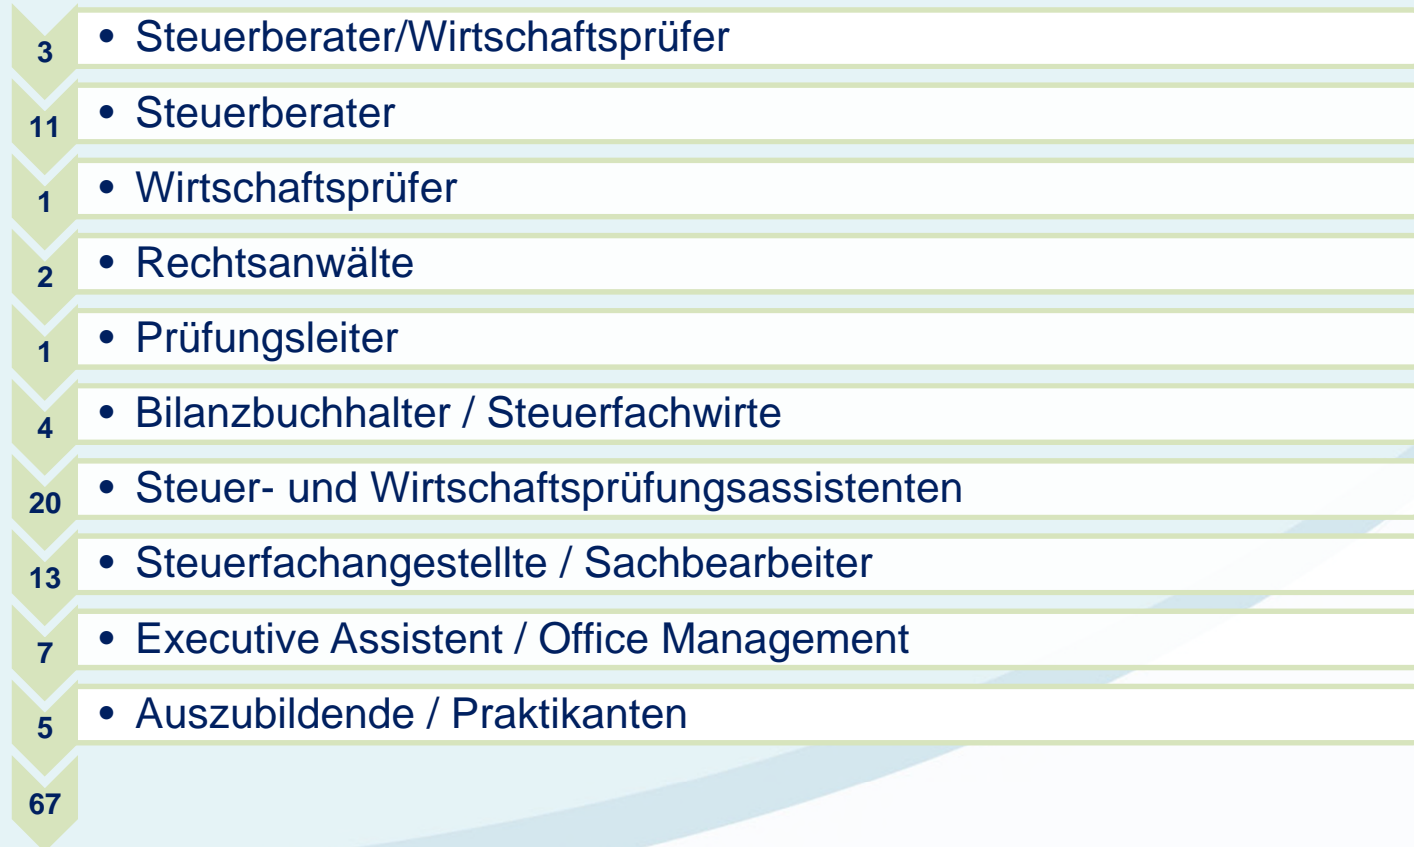 3 • Steuerberater/Wirtschaftsprüfer
11 • Steuerberater
1 • Wirtschaftsprüfer
2 • Rechtsanwälte
1 • Prüfungsleiter
4 • Bilanzbuchhalter / Steuerfachwirte
20 • Steuer- und Wirtschaftsprüfungsassistenten
13 • Steuerfachangestellte / Sachbearbeiter
7 • Executive Assistent / Office Management
5 • Auszubildende / Praktikanten
67